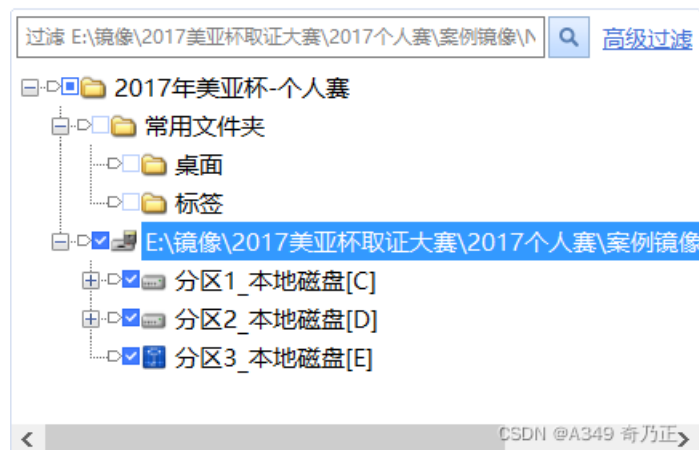 过滤 E:\镜像\2017美亚杯取证大赛\2017个人赛\案例镜像\N
高级过滤
2017年美亚杯-个人赛
常用文件夹
桌面
标签
E:\镜像\2017美亚杯取证大赛\2017个人赛\案例镜像
分区1_本地磁盘[C]
分区2_本地磁盘[D]
分区3_本地磁盘[E]
CSDN @A349 奇乃正